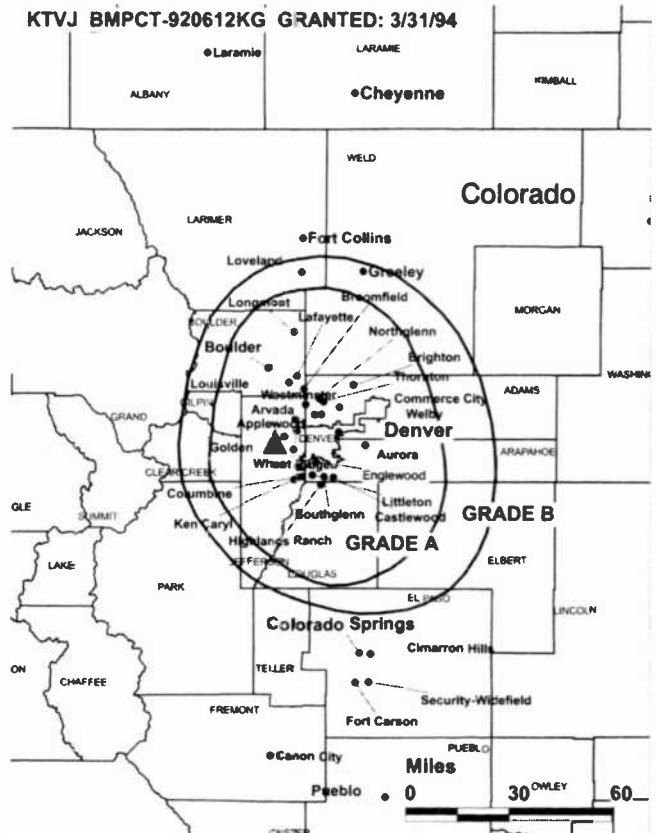 KTVJ BMPCT-920612KG GRANTED: 3/31/94
Laramie
LARAMIE
ALBANY
Cheyenne
KIMBALL
WELD
Colorado
LARIMER
JACKSON
Fort Collins
Loveland
Greeley
Broomfield
Longmont
Lafayette
MORGAN
BOULDER
Northglenn
Boulder
Brighton
Louisville
Thornton
WASHING
ADAMS
Westminster
GILPIN
Commerce City
GRAND
Arvada
Welby
Applewood
Denver
DENVER
Golden
Aurora
ARAPAHOE
Wheat Ridge
CLEAR CREEK
Englewood
Columbine
Littleton
GLE
SUMMIT
Southglenn
Castlewood
GRADE B
Ken Caryl
Highlands Ranch
GRADE A
JEFFERSON
ELBERT
LAKE
DOUGLAS
PARK
EL PASO
LINCOLN
Colorado Springs
Cimarron Hills
ON
TELLER
CHAFFEE
Security-Widefield
FREMONT
Fort Carson
PUEBLO
Canon City
Miles
Pueblo
0 30 60
OWLEY